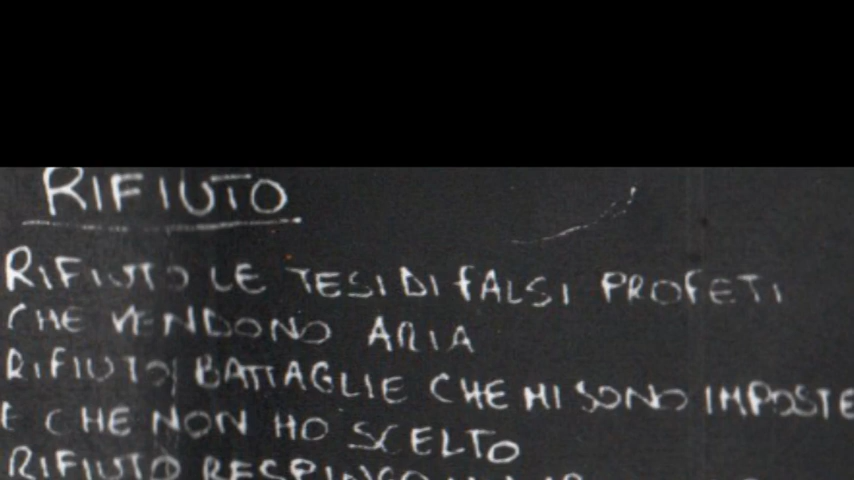 RIFIUTO
RIFIUTO LE TESI DI FALSI PROFETI
CHE VENDONO ARIA
RIFIUTO BATTAGLIE CHE MI SONO IMPOSTE
E CHE NON HO SCELTO
RIFIUTO